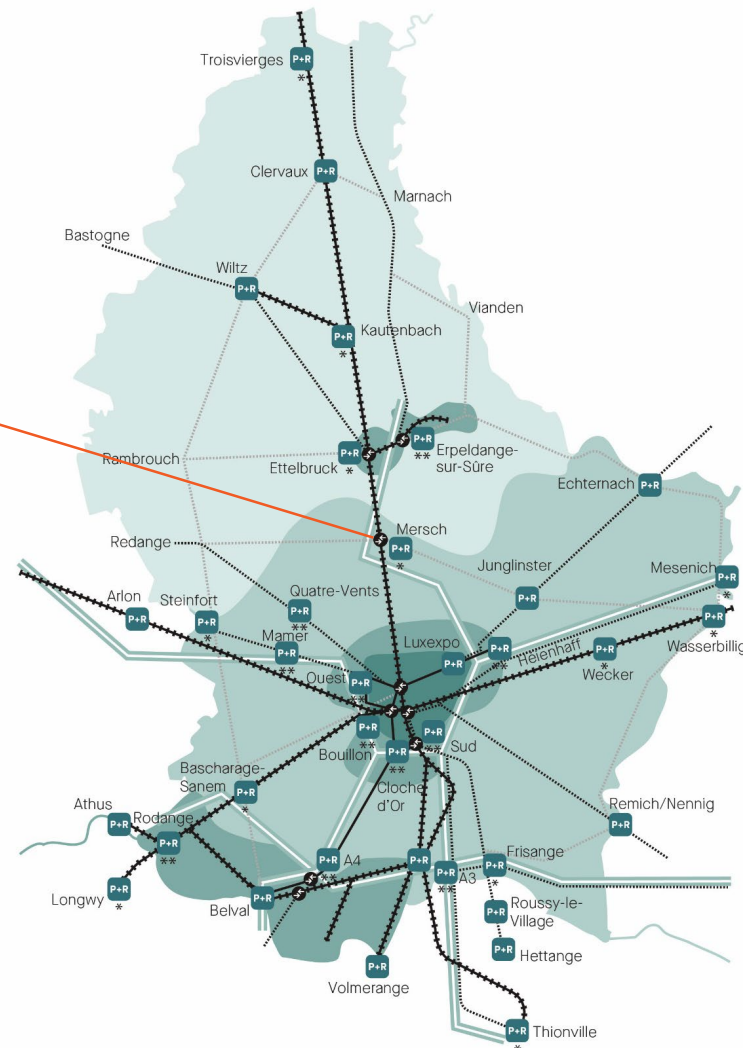 Troisvierges
P+R
*
Clervaux
P+R
Marnach
Bastogne
Wiltz
P+R
Vianden
Kautenbach
P+R
*
Rambrouch
Ettelbruck
P+R
*
P+R
**
Erpeldange-
sur-Sûre
Echternach
P+R
Mersch
P+R
*
Redange
Junglinster
P+R
Mesenich
P+R
*
Arlon
P+R
Steinfort
P+R
*
Quatre-Vents
P+R
**
Mamer
P+R
**
Luxexpo
P+R
P+R
**
Helenhaff
Wecker
P+R
*
P+R
*
Wasserbillig
Ouest
P+R
**
Bouillon
P+R
**
P+R
**
Sud
Cloche
d'Or
P+R
**
Bascharage-
Sanem
P+R
*
Athus
P+R
Rodange
P+R
**
Remich/Nennig
P+R
Longwy
P+R
*
Belval
P+R
A4
P+R
**
P+R
A3
P+R
**
Frisange
P+R
*
P+R
Roussy-le-
Village
P+R
Hettange
Volmerange
P+R
P+R
*
Thionville